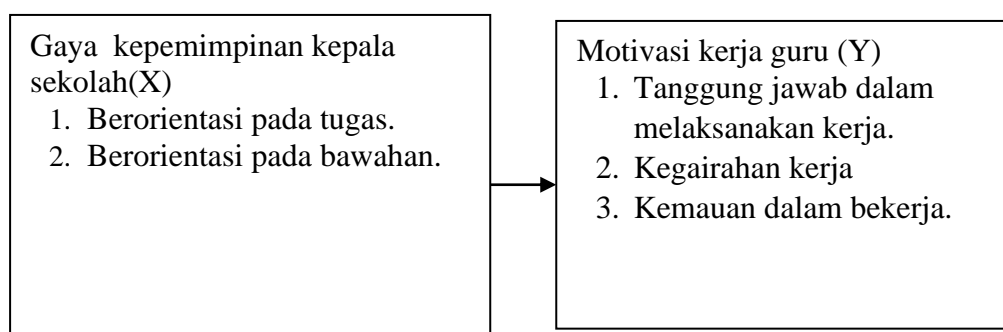 Gaya kepemimpinan kepala
sekolah(X)
1. Berorientasi pada tugas.
2. Berorientasi pada bawahan.
Motivasi kerja guru (Y)
1. Tanggung jawab dalam
melaksanakan kerja.
2. Kegairahan kerja
3. Kemauan dalam bekerja.